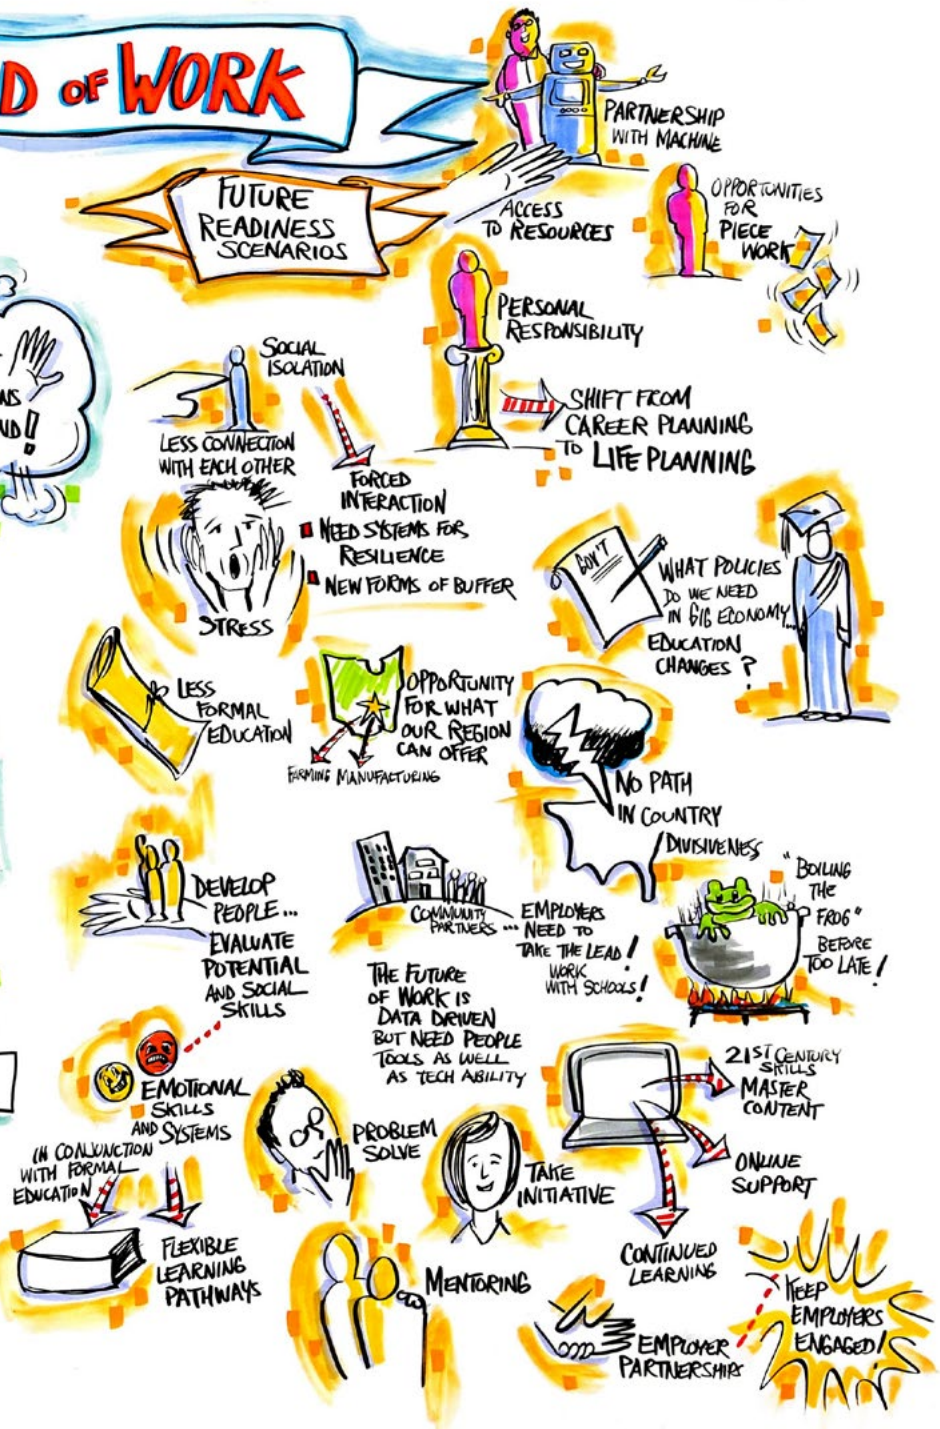 D OF WORK
PARTNERSHIP
WITH MACHINE
FUTURE
READINESS
SCENARIOS
ACCESS
TO RESOURCES
OPPORTUNITIES
FOR
PIECE
WORK
PERSONAL
RESPONSIBILITY
SHIFT FROM
CAREER PLANNING
TO LIFE PLANNING
SOCIAL
ISOLATION
LESS CONNECTION
WITH EACH OTHER
FORCED
INTERACTION
NEED SYSTEMS FOR
RESILIENCE
NEW FORMS OF BUFFER
STRESS
GOV'T
WHAT POLICIES
DO WE NEED
IN GIG ECONOMY...
EDUCATION
CHANGES?
LESS
FORMAL
EDUCATION
OPPORTUNITY
FOR WHAT
OUR REGION
CAN OFFER
FARMING MANUFACTURING
NO PATH
IN COUNTRY
DIVISIVENESS
"BOILING
THE
FROG"
BEFORE
TOO LATE!
DEVELOP
PEOPLE...
EVALUATE
POTENTIAL
AND SOCIAL
SKILLS
COMMUNITY
PARTNERS...
EMPLOYERS
NEED TO
TAKE THE LEAD!
WORK
WITH SCHOOLS!
THE FUTURE
OF WORK IS
DATA DRIVEN
BUT NEED PEOPLE
TOOLS AS WELL
AS TECH ABILITY
EMOTIONAL
SKILLS
AND SYSTEMS
IN CONJUNCTION
WITH FORMAL
EDUCATION
FLEXIBLE
LEARNING
PATHWAYS
PROBLEM
SOLVE
TAKE
INITIATIVE
21ST CENTURY
SKILLS
MASTER
CONTENT
ONLINE
SUPPORT
CONTINUED
LEARNING
MENTORING
EMPLOYER
PARTNERSHIPS
KEEP
EMPLOYERS
ENGAGED!